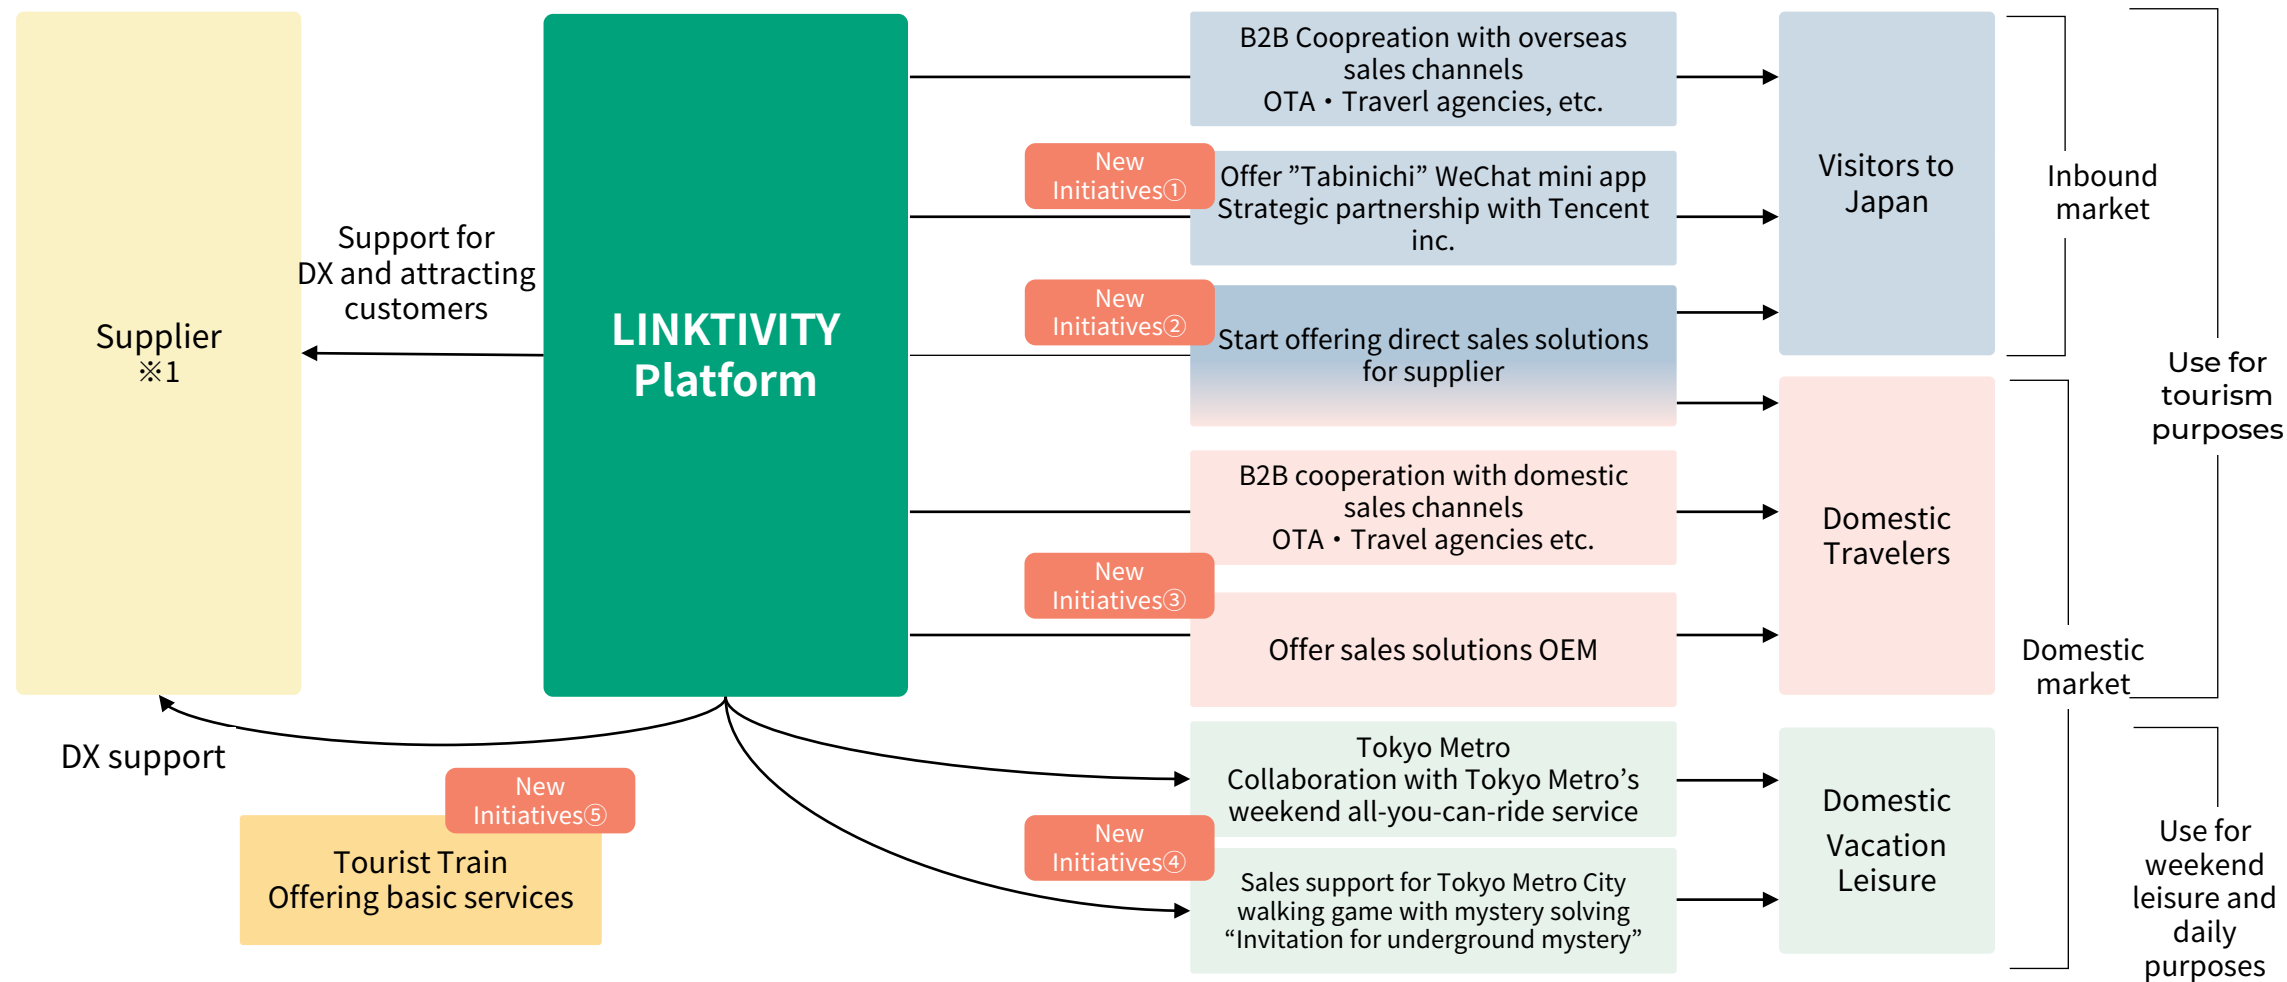 Supplier
※1
Support for
DX and attracting
customers
LINKTIVITY
Platform
B2B Coopreation with overseas
sales channels
OTA・Traverl agencies, etc.
New
Initiatives①
Offer ”Tabinichi” WeChat mini app
Strategic partnership with Tencent
inc.
New
Initiatives②
Start offering direct sales solutions
for supplier
B2B cooperation with domestic
sales channels
OTA・Travel agencies etc.
New
Initiatives③
Offer sales solutions OEM
Tokyo Metro
Collaboration with Tokyo Metro’s
weekend all-you-can-ride service
New
Initiatives④
Sales support for Tokyo Metro City
walking game with mystery solving
“Invitation for underground mystery”
Visitors to
Japan
Domestic
Travelers
Domestic
Vacation
Leisure
Inbound
market
Domestic
market
Use for
tourism
purposes
Use for
weekend
leisure and
daily
purposes
DX support
New
Initiatives⑤
Tourist Train
Offering basic services